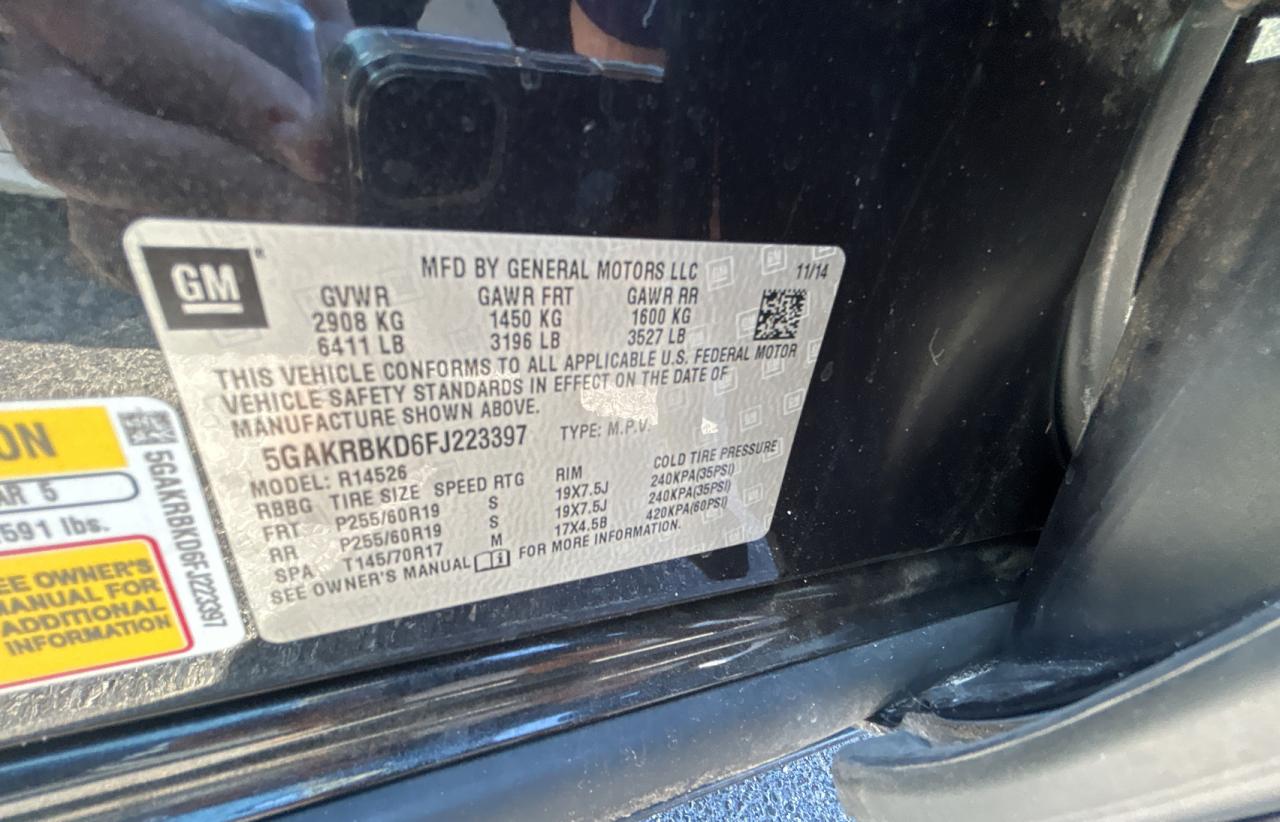 GM
MFD BY GENERAL MOTORS LLC 11/14
GVWR GAWR FRT GAWR RR
2908 KG 1450 KG 1600 KG
6411 LB 3196 LB 3527 LB
THIS VEHICLE CONFORMS TO ALL APPLICABLE U.S. FEDERAL MOTOR
VEHICLE SAFETY STANDARDS IN EFFECT ON THE DATE OF
MANUFACTURE SHOWN ABOVE.
5GAKRBKD6FJ223397 TYPE: M.P.V.
MODEL: R14526
RBBG TIRE SIZE SPEED RTG RIM COLD TIRE PRESSURE
FRT P255/60R19 S 19X7.5J 240KPA(35PSI)
RR P255/60R19 S 19X7.5J 240KPA(35PSI)
SPA T145/70R17 M 17X4.5B 420KPA(60PSI)
SEE OWNER'S MANUAL FOR MORE INFORMATION.
ON
AR 5
591 lbs.
EE OWNER'S
MANUAL FOR
ADDITIONAL
INFORMATION
5GAKRBKD6FJ223397